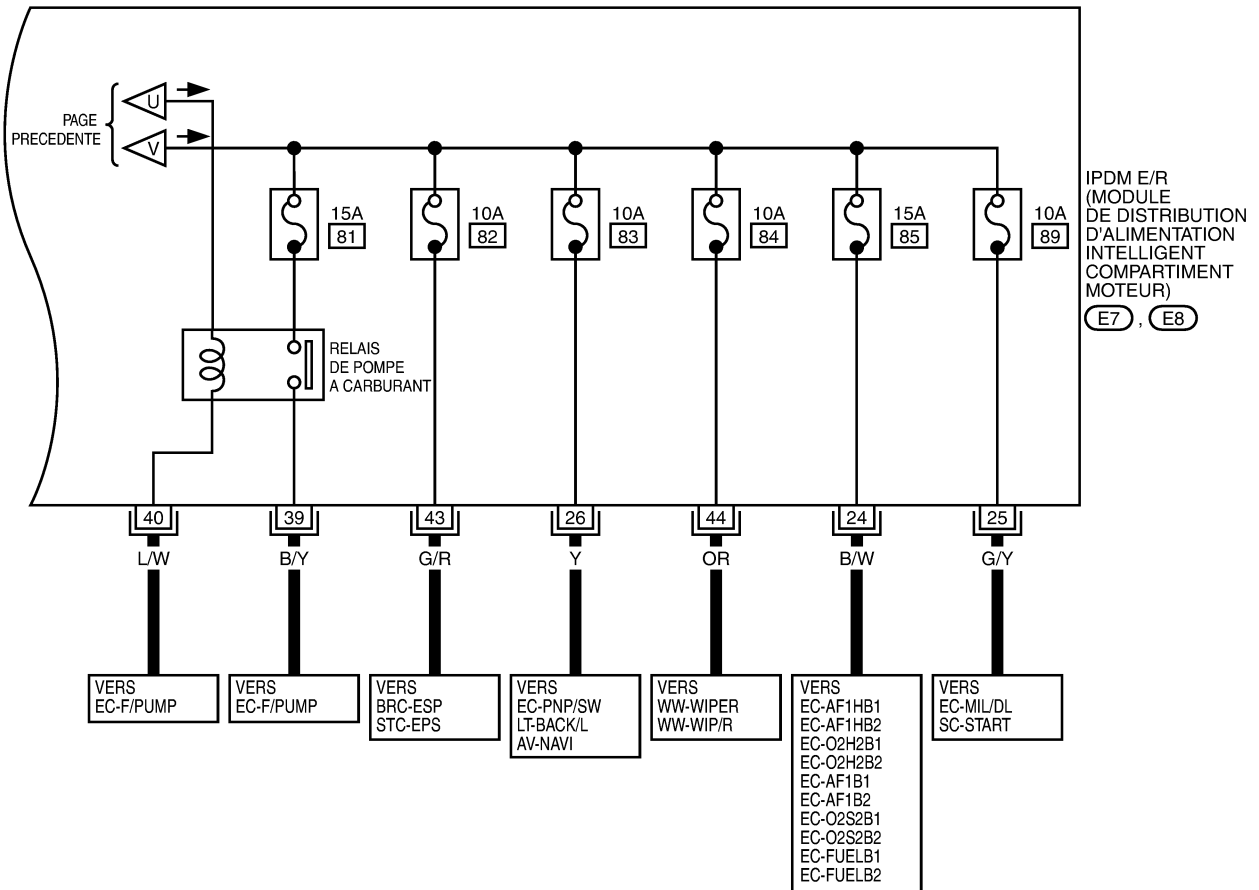 PAGE
PRECEDENTE
U
V
15A
81
10A
82
10A
83
10A
84
15A
85
10A
89
IPDM E/R
(MODULE
DE DISTRIBUTION
D'ALIMENTATION
INTELLIGENT
COMPARTIMENT
MOTEUR)
E7 , E8
RELAIS
DE POMPE
A CARBURANT
40
39
43
26
44
24
25
L/W
B/Y
G/R
Y
OR
B/W
G/Y
VERS
EC-F/PUMP
VERS
EC-F/PUMP
VERS
BRC-ESP
STC-EPS
VERS
EC-PNP/SW
LT-BACK/L
AV-NAVI
VERS
WW-WIPER
WW-WIP/R
VERS
EC-AF1HB1
EC-AF1HB2
EC-O2H2B1
EC-O2H2B2
EC-AF1B1
EC-AF1B2
EC-O2S2B1
EC-O2S2B2
EC-FUELB1
EC-FUELB2
VERS
EC-MIL/DL
SC-START